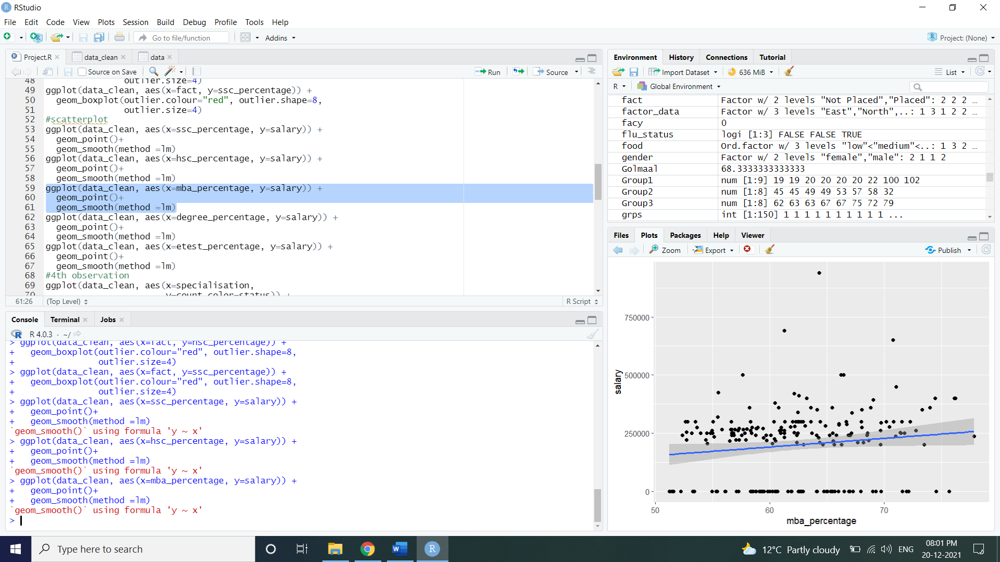 RStudio
File Edit Code View Plots Session Build Debug Profile Tools Help
Go to file/function Addins Project: (None)
Project.R data_clean data
Source on Save Run Source
48 outlier.size=4)
49 ggplot(data_clean, aes(x=fact, y=ssc_percentage)) +
50 geom_boxplot(outlier.colour="red", outlier.shape=8,
51 outlier.size=4)
52 #scatterplot
53 ggplot(data_clean, aes(x=ssc_percentage, y=salary)) +
54 geom_point()+
55 geom_smooth(method =lm)
56 ggplot(data_clean, aes(x=hsc_percentage, y=salary)) +
57 geom_point()+
58 geom_smooth(method =lm)
59 ggplot(data_clean, aes(x=mba_percentage, y=salary)) +
60 geom_point()+
61 geom_smooth(method =lm)
62 ggplot(data_clean, aes(x=degree_percentage, y=salary)) +
63 geom_point()+
64 geom_smooth(method =lm)
65 ggplot(data_clean, aes(x=etest_percentage, y=salary)) +
66 geom_point()+
67 geom_smooth(method =lm)
68 #4th observation
69 ggplot(data_clean, aes(x=specialisation,
70 y=count,color=status)) +
61:26 (Top Level) R Script
Console Terminal Jobs
R 4.0.3 · ~/
> ggplot(data_clean, aes(x=fact, y=hsc_percentage)) +
+ geom_boxplot(outlier.colour="red", outlier.shape=8,
+ outlier.size=4)
> ggplot(data_clean, aes(x=fact, y=ssc_percentage)) +
+ geom_boxplot(outlier.colour="red", outlier.shape=8,
+ outlier.size=4)
> ggplot(data_clean, aes(x=ssc_percentage, y=salary)) +
+ geom_point()+
+ geom_smooth(method =lm)
`geom_smooth()` using formula 'y ~ x'
> ggplot(data_clean, aes(x=hsc_percentage, y=salary)) +
+ geom_point()+
+ geom_smooth(method =lm)
`geom_smooth()` using formula 'y ~ x'
> ggplot(data_clean, aes(x=mba_percentage, y=salary)) +
+ geom_point()+
+ geom_smooth(method =lm)
`geom_smooth()` using formula 'y ~ x'
>
Environment History Connections Tutorial
Import Dataset 636 MiB List
R Global Environment
fact Factor w/ 2 levels "Not Placed","Placed": 2 2 2 …
factor_data Factor w/ 3 levels "East","North",..: 1 3 1 2 2 …
facy 0
flu_status logi [1:3] FALSE FALSE TRUE
food Ord.factor w/ 3 levels "low"<"medium"<..: 1 3 2 …
gender Factor w/ 2 levels "female","male": 2 1 1 2
Golmaal 68.3333333333333
Group1 num [1:9] 19 19 20 20 20 20 22 100 102
Group2 num [1:8] 45 45 49 49 53 57 58 32
Group3 num [1:8] 62 63 63 67 67 75 72 79
grps int [1:150] 1 1 1 1 1 1 1 1 1 1 ...
Files Plots Packages Help Viewer
Zoom Export Publish
750000
500000
250000
0
salary
50 60 70
mba_percentage
Type here to search
12°C Partly cloudy ENG
08:01 PM
20-12-2021